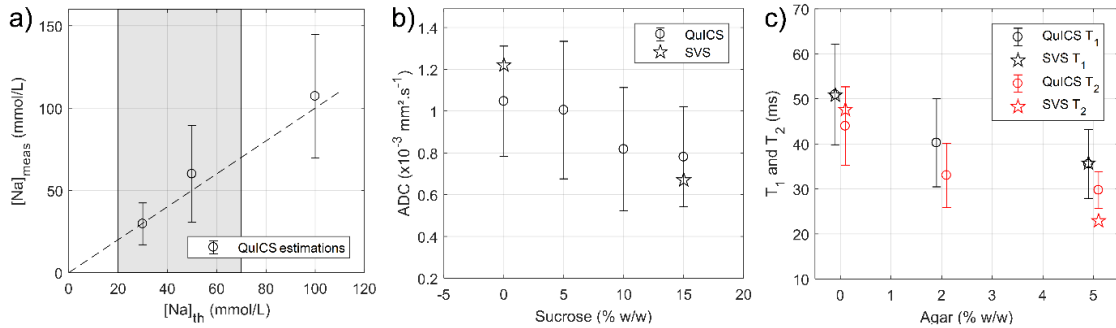 a)
150
100
50
0
[Na]meas (mmol/L)
QuICS estimations
0 20 40 60 80 100 120
[Na]th (mmol/L)
b)
1.4
1.2
1
0.8
0.6
0.4
0.2
ADC (x10-3 mm².s-1)
QuICS
SVS
-5 0 5 10 15 20
Sucrose (% w/w)
c)
70
60
50
40
30
20
10
T1 and T2 (ms)
QuICS T1
SVS T1
QuICS T2
SVS T2
0 1 2 3 4 5
Agar (% w/w)